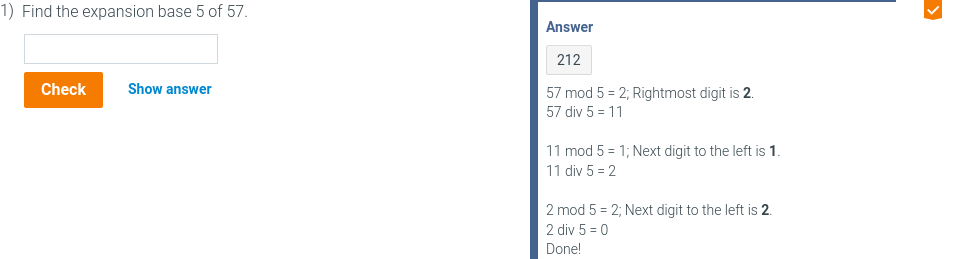 1) Find the expansion base 5 of 57.
Check
Show answer
Answer
212
57 mod 5 = 2; Rightmost digit is 2.
57 div 5 = 11
11 mod 5 = 1; Next digit to the left is 1.
11 div 5 = 2
2 mod 5 = 2; Next digit to the left is 2.
2 div 5 = 0
Done!